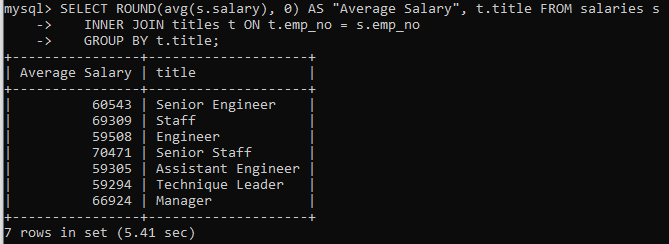 mysql> SELECT ROUND(avg(s.salary), 0) AS "Average Salary", t.title FROM salaries s
    ->     INNER JOIN titles t ON t.emp_no = s.emp_no
    ->     GROUP BY t.title;
+----------------+--------------------+
| Average Salary | title              |
+----------------+--------------------+
|          60543 | Senior Engineer    |
|          69309 | Staff              |
|          59508 | Engineer           |
|          70471 | Senior Staff       |
|          59305 | Assistant Engineer |
|          59294 | Technique Leader   |
|          66924 | Manager            |
+----------------+--------------------+
7 rows in set (5.41 sec)